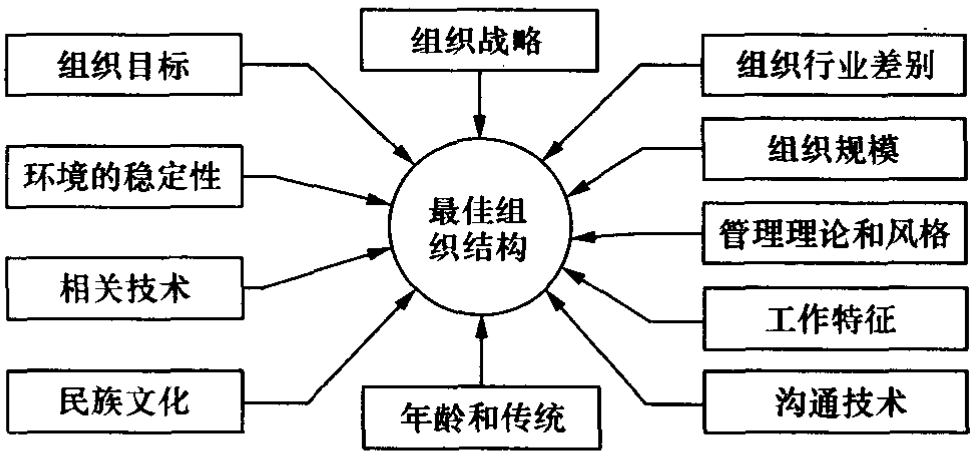 组织战略
组织目标
组织行业差别
环境的稳定性
组织规模
最佳组
织结构
管理理论和风格
相关技术
工作特征
民族文化
年龄和传统
沟通技术